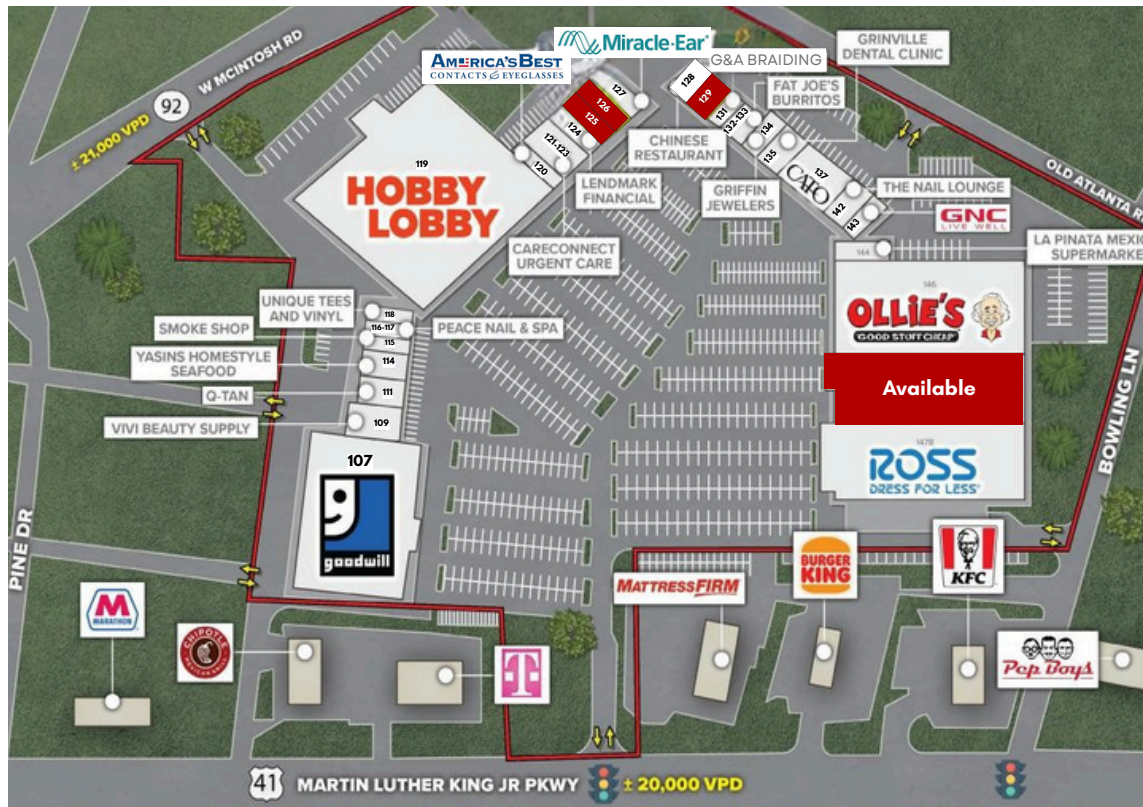 Miracle-Ear®
AMERICA'S BEST
CONTACTS & EYEGLASSES
G&A BRAIDING
GRINVILLE
DENTAL CLINIC
W MCINTOSH RD
92
± 21,000 VPD
128
129
131
132-133
134
135
137
142
143
127
126
125
124
121-123
120
FAT JOE'S
BURRITOS
CHINESE
RESTAURANT
LENDMARK
FINANCIAL
GRIFFIN
JEWELERS
CATO
THE NAIL LOUNGE
GNC
LIVE WELL
OLD ATLANTA
119
HOBBY
LOBBY
CARECONNECT
URGENT CARE
144
LA PINATA MEXIC
SUPERMARKE
146
OLLIE'S
GOOD STUFF CHEAP
UNIQUE TEES
AND VINYL
118
116-117
115
114
111
109
PEACE NAIL & SPA
SMOKE SHOP
YASINS HOMESTYLE
SEAFOOD
Q-TAN
VIVI BEAUTY SUPPLY
Available
1478
ROSS
DRESS FOR LESS®
BOWLING LN
107
goodwill
PINE DR
M
MARATHON
CHIPOTLE
MEXICAN GRILL
T
MATTRESSFIRM
BURGER
KING
KFC
Pep Boys
41
MARTIN LUTHER KING JR PKWY
± 20,000 VPD